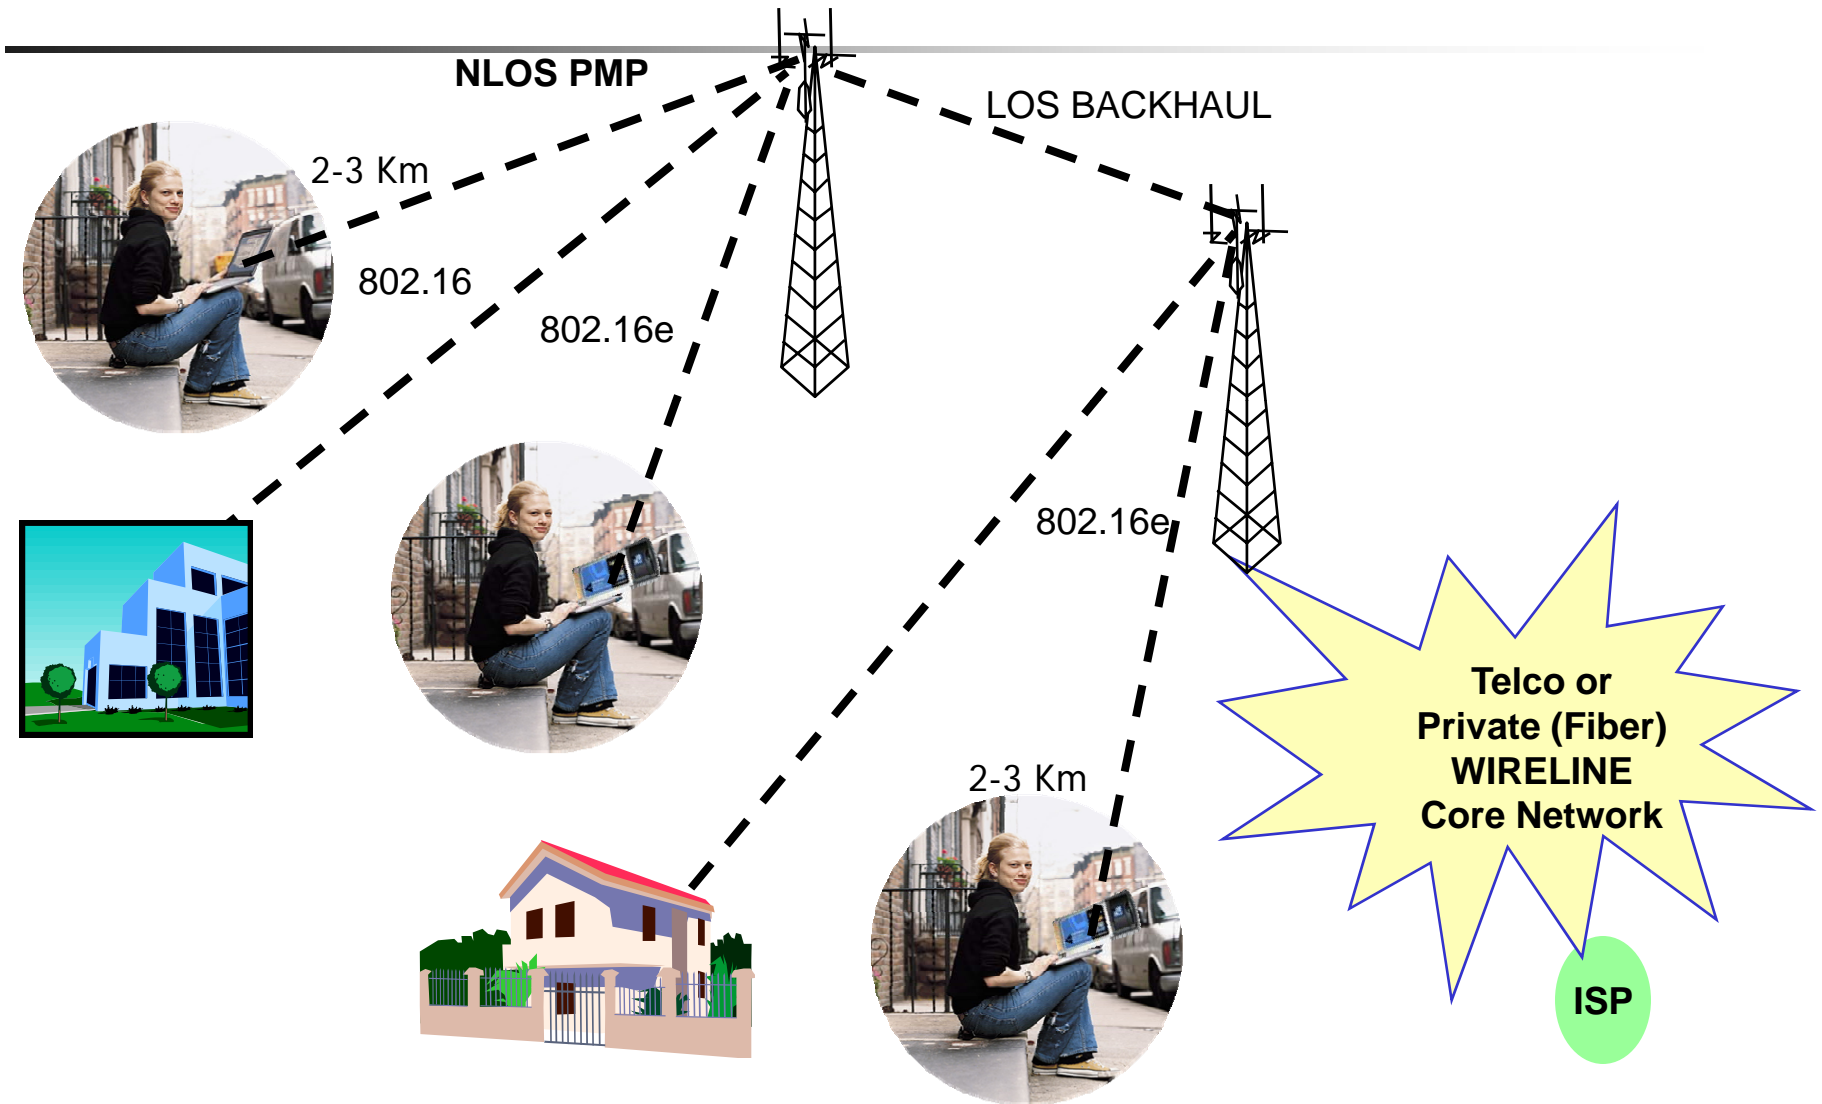 NLOS PMP
LOS BACKHAUL
2-3 Km
802.16
802.16e
802.16e
2-3 Km
Telco or
Private (Fiber)
WIRELINE
Core Network
ISP